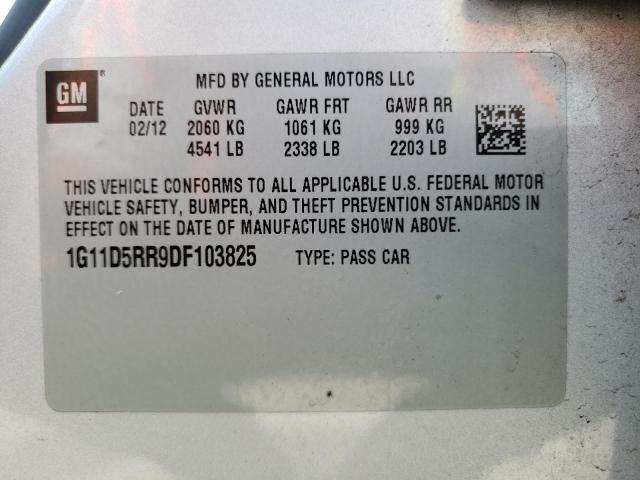 GM ®
MFD BY GENERAL MOTORS LLC
DATE GVWR GAWR FRT GAWR RR
02/12 2060 KG 1061 KG 999 KG
4541 LB 2338 LB 2203 LB
THIS VEHICLE CONFORMS TO ALL APPLICABLE U.S. FEDERAL MOTOR
VEHICLE SAFETY, BUMPER, AND THEFT PREVENTION STANDARDS IN
EFFECT ON THE DATE OF MANUFACTURE SHOWN ABOVE.
1G11D5RR9DF103825 TYPE: PASS CAR